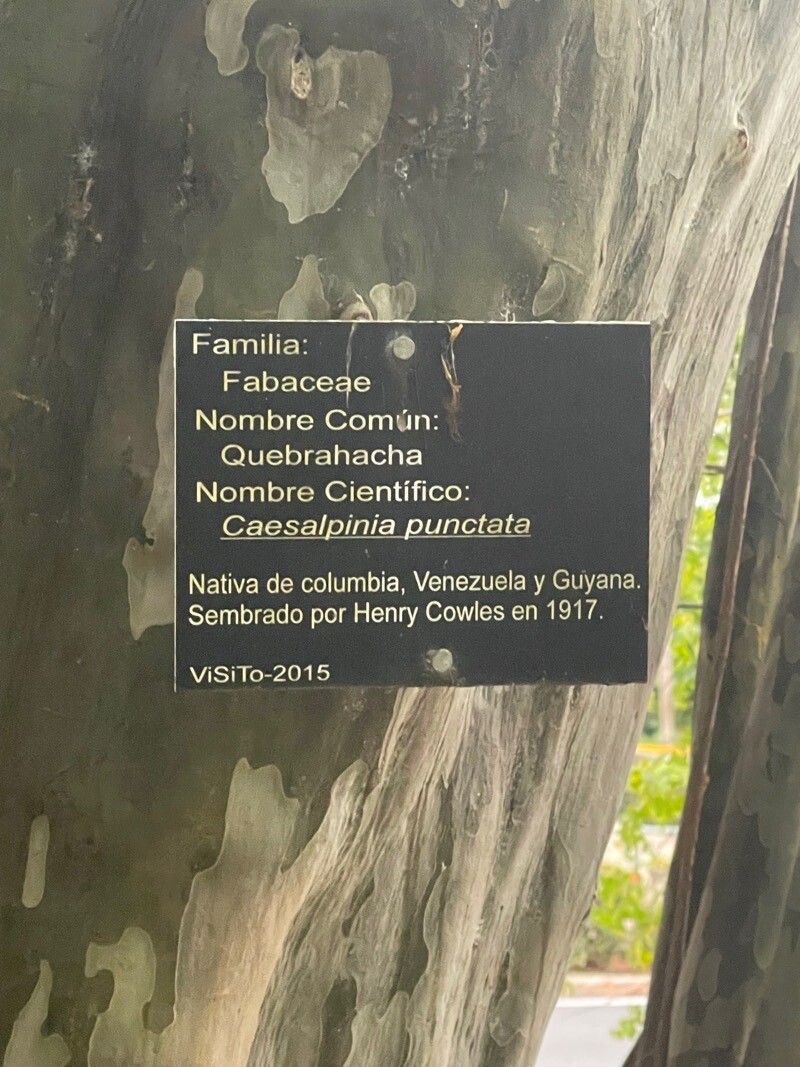 Familia:
Fabaceae
Nombre Común:
Quebrahacha
Nombre Científico:
Caesalpinia punctata
Nativa de columbia, Venezuela y Guyana.
Sembrado por Henry Cowles en 1917.
ViSiTo-2015